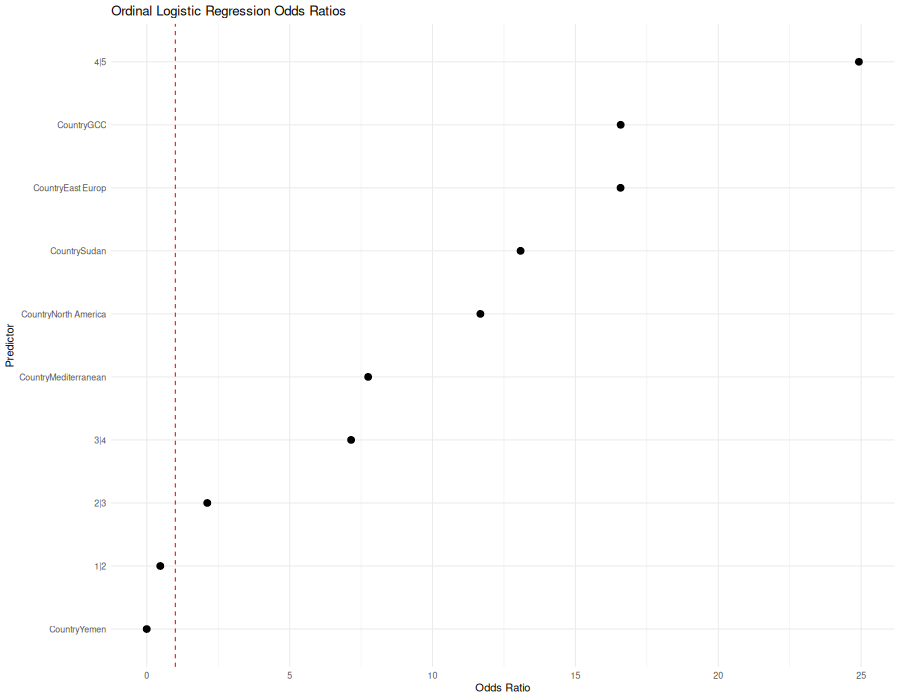 Ordinal Logistic Regression Odds Ratios
4|5
CountryGCC
CountryEast Europ
CountrySudan
CountryNorth America
Predictor
CountryMediterranean
3|4
2|3
1|2
CountryYemen
0 5 10 15 20 25
Odds Ratio